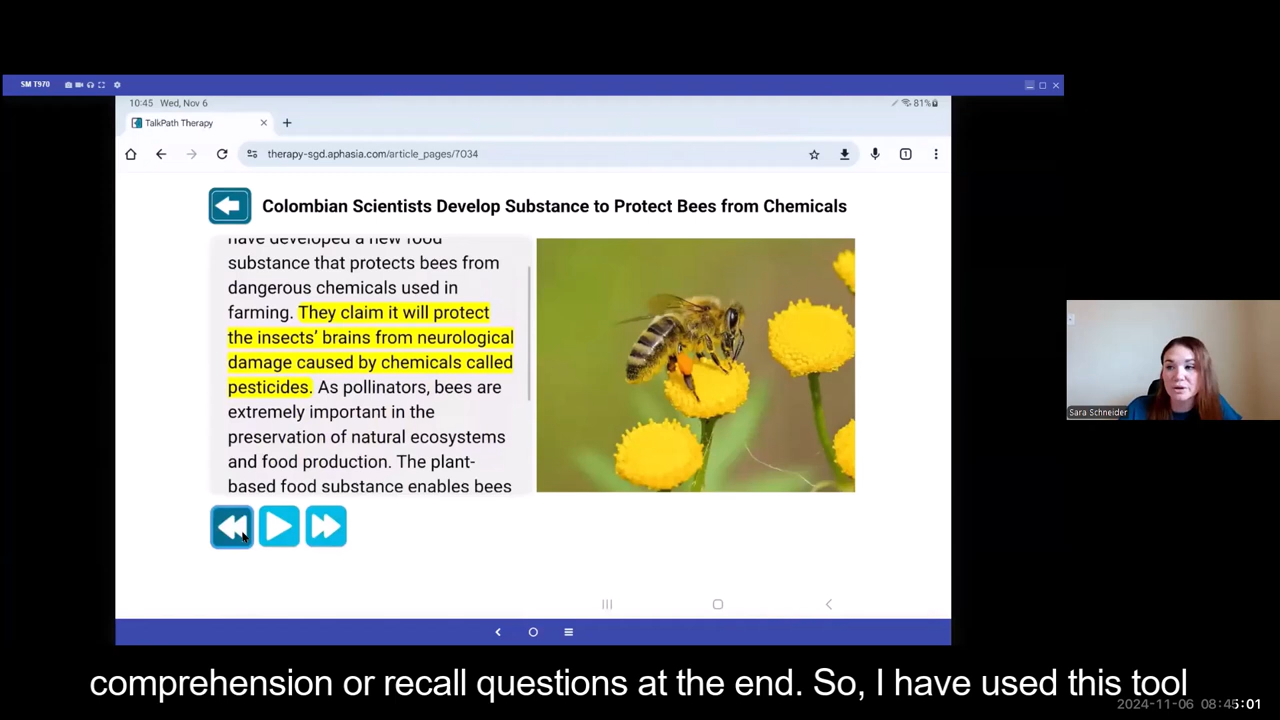 SM T970
10:45 Wed, Nov 6
81%
TalkPath Therapy
therapy-sgd.aphasia.com/article_pages/7034
1
Colombian Scientists Develop Substance to Protect Bees from Chemicals
have developed a new food
substance that protects bees from
dangerous chemicals used in
farming. They claim it will protect
the insects’ brains from neurological
damage caused by chemicals called
pesticides. As pollinators, bees are
extremely important in the
preservation of natural ecosystems
and food production. The plant-
based food substance enables bees
Sara Schneider
comprehension or recall questions at the end. So, I have used this tool
2024-11-06 08:45:01